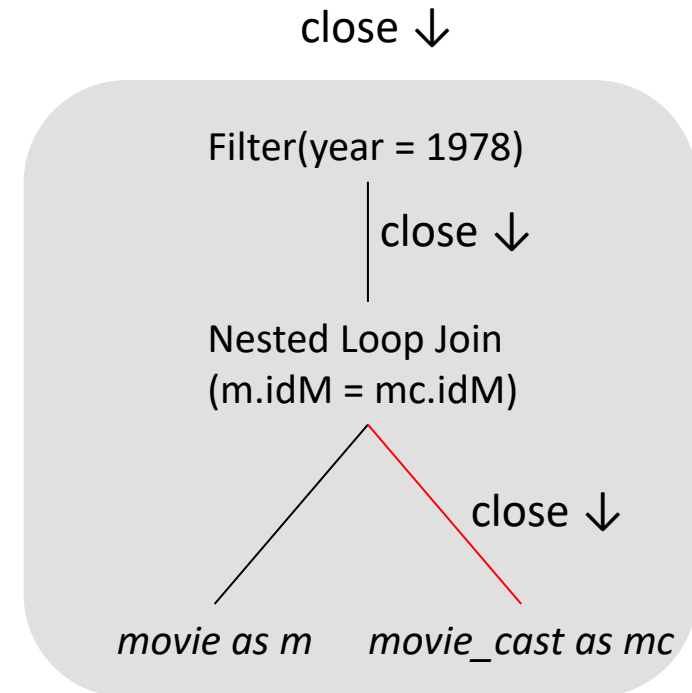 close ↓
Filter(year = 1978)
close ↓
Nested Loop Join
(m.idM = mc.idM)
close ↓
movie as m
movie_cast as mc